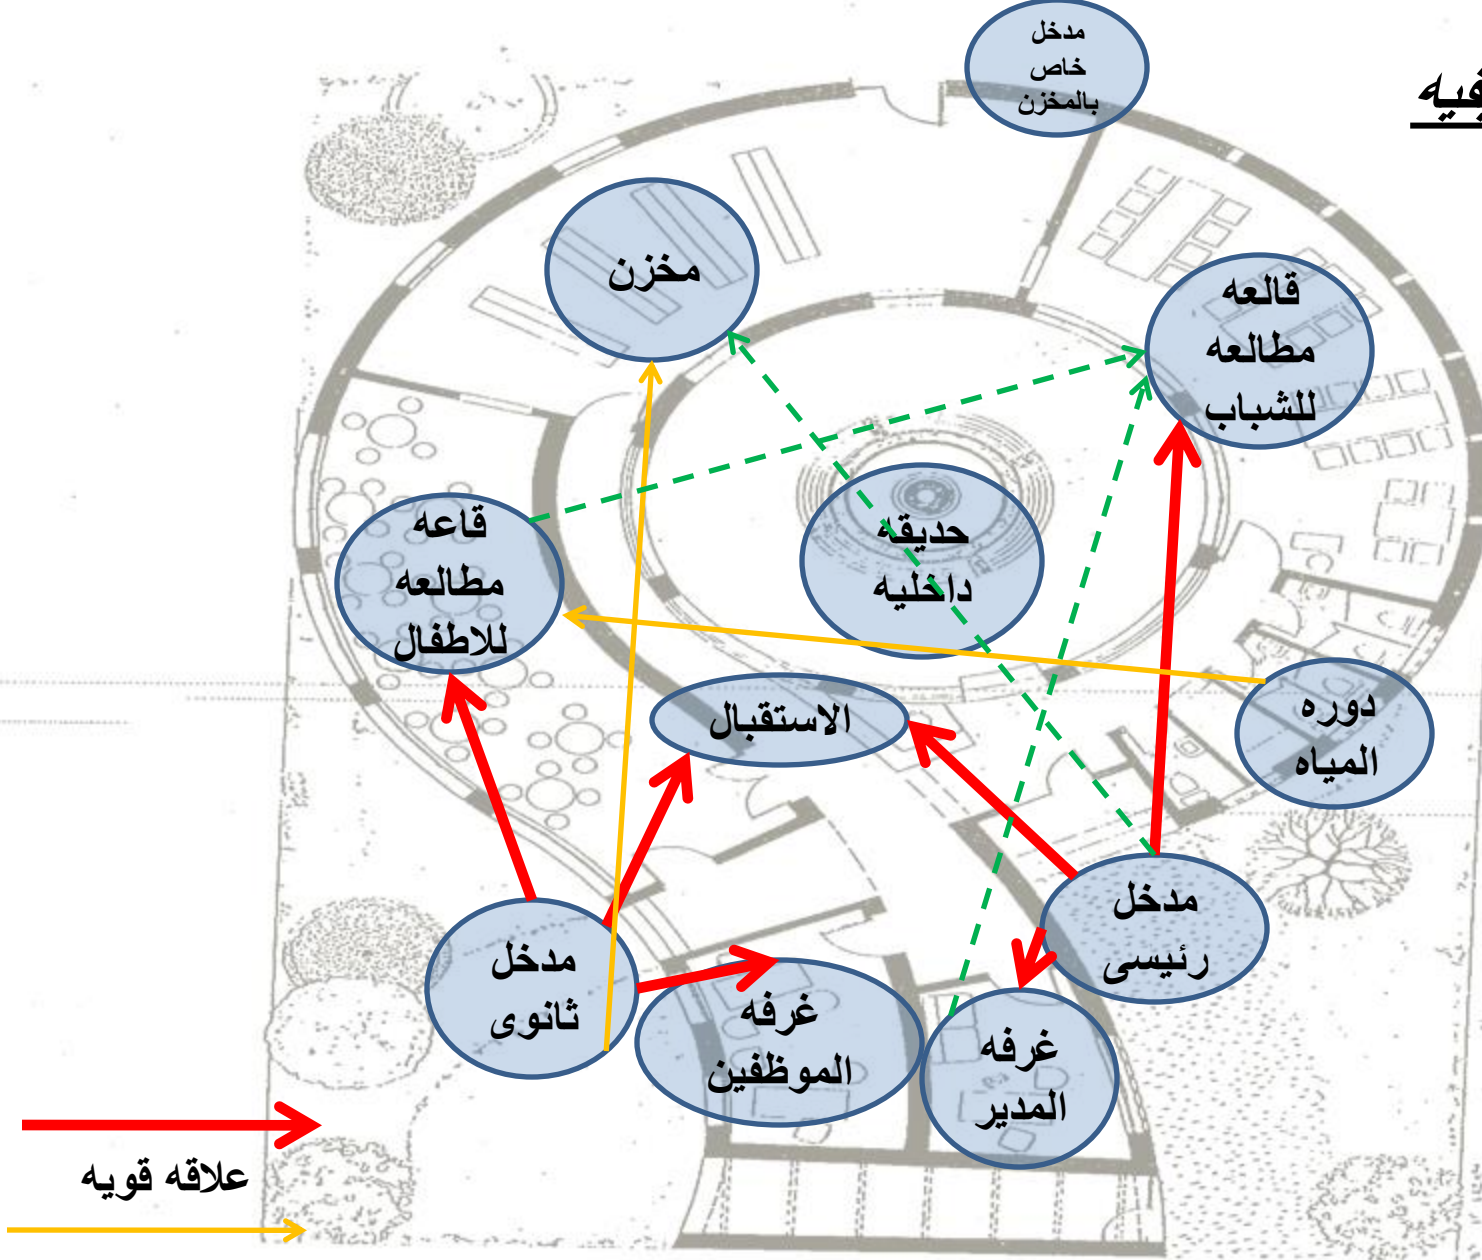 مدخل
خاص
بالمخزن
مخزن
قالعه
مطالعه
للشباب
قاعه
مطالعه
للاطفال
حديقه
داخليه
الاستقبال
دوره
المياه
مدخل
رئيسى
مدخل
ثانوى
غرفه
الموظفين
غرفه
المدير
علاقه قويه